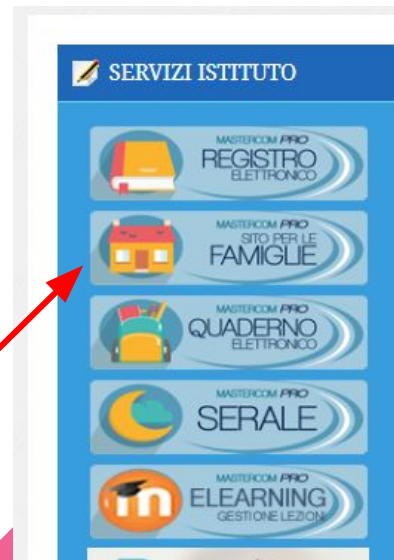 SERVIZI ISTITUTO
MASTERCOM PRO
REGISTRO
ELETTRONICO
MASTERCOM PRO
SITO PER LE
FAMIGLIE
MASTERCOM PRO
QUADERNO
ELETTRONICO
MASTERCOM PRO
SERALE
MASTERCOM PRO
ELEARNING
GESTIONE LEZIONI